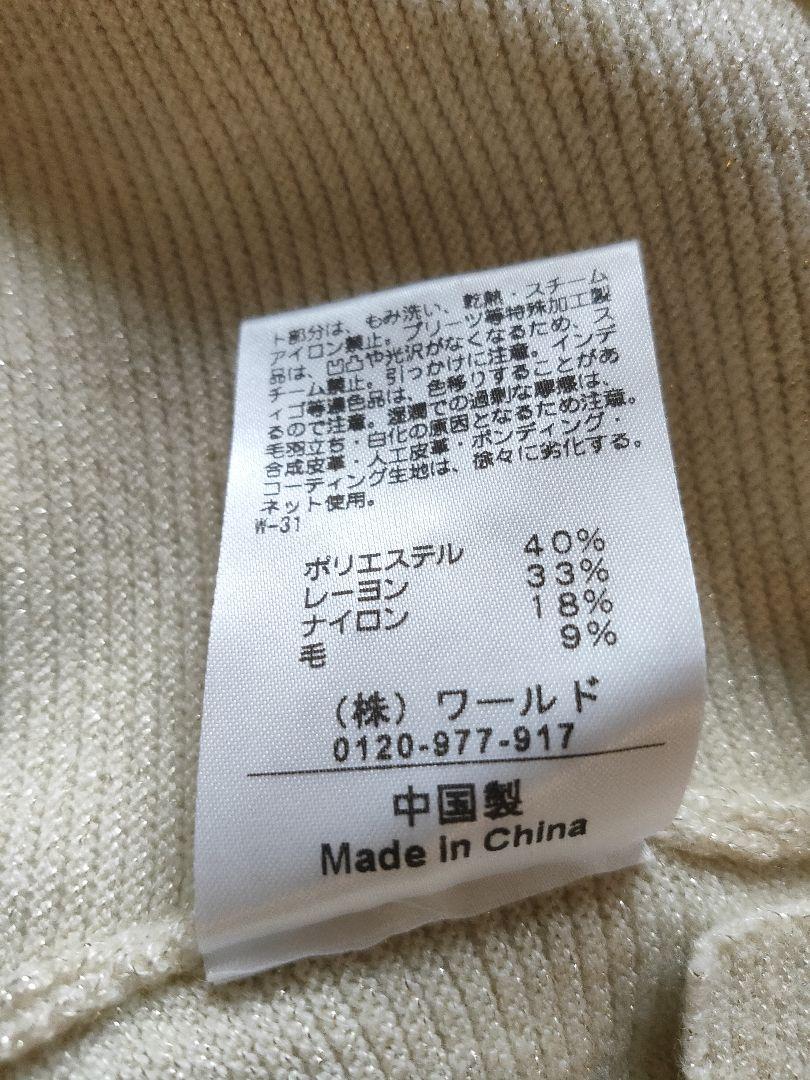 ト部分は、もみ洗い、乾熱・スチーム
アイロン禁止。プリーツ等特殊加工製
品は、凹凸や光沢がなくなるため、ス
チーム禁止。引っかけに注意。インデ
ィゴ等濃色品は、色移りすることがあ
るので注意。湿潤での過剰な摩擦は、
毛羽立ち・白化の原因となるため注意。
合成皮革・人工皮革・ボンディング・
コーティング生地は、徐々に劣化する。
ネット使用。
W-31
ポリエステル 40%
レーヨン 33%
ナイロン 18%
毛 9%
(株) ワールド
0120-977-917
中国製
Made in China